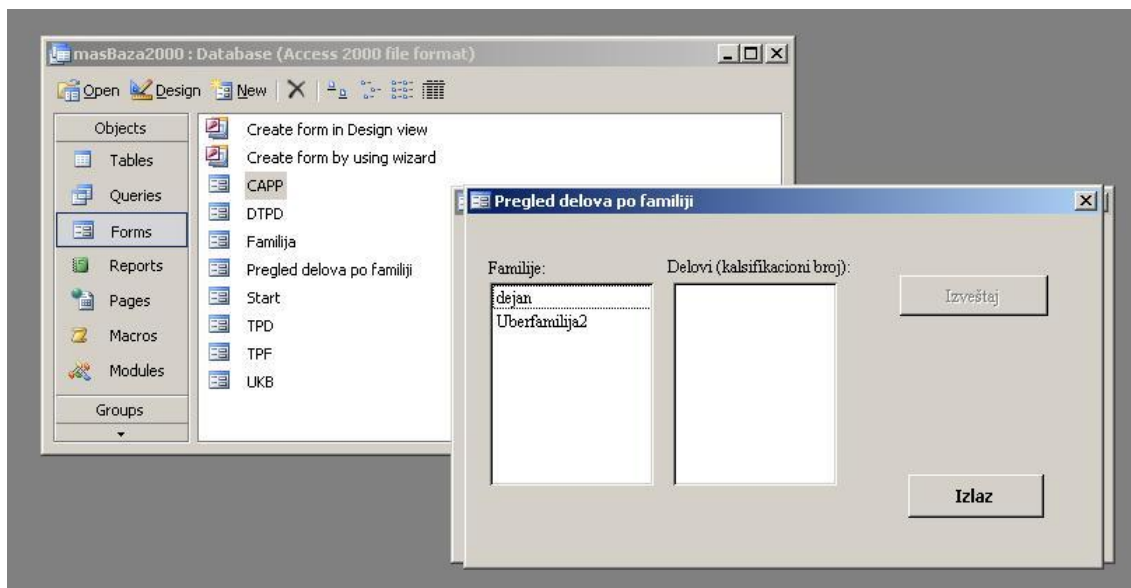 masBaza2000 : Database (Access 2000 file format)
Open Design New
Objects
Tables
Queries
Forms
Reports
Pages
Macros
Modules
Groups
Create form in Design view
Create form by using wizard
CAPP
DTPD
Familija
Pregled delova po familiji
Start
TPD
TPF
UKB
Pregled delova po familiji
Familije:
dejan
Uberfamilija2
Delovi (kalsifikacioni broj):
Izveštaj
Izlaz